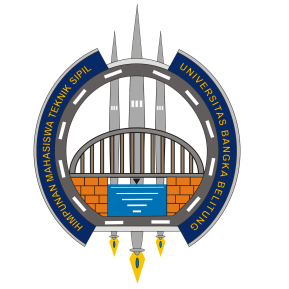 HIMPUNAN MAHASISWA TEKNIK SIPIL
UNIVERSITAS BANGKA BELITUNG